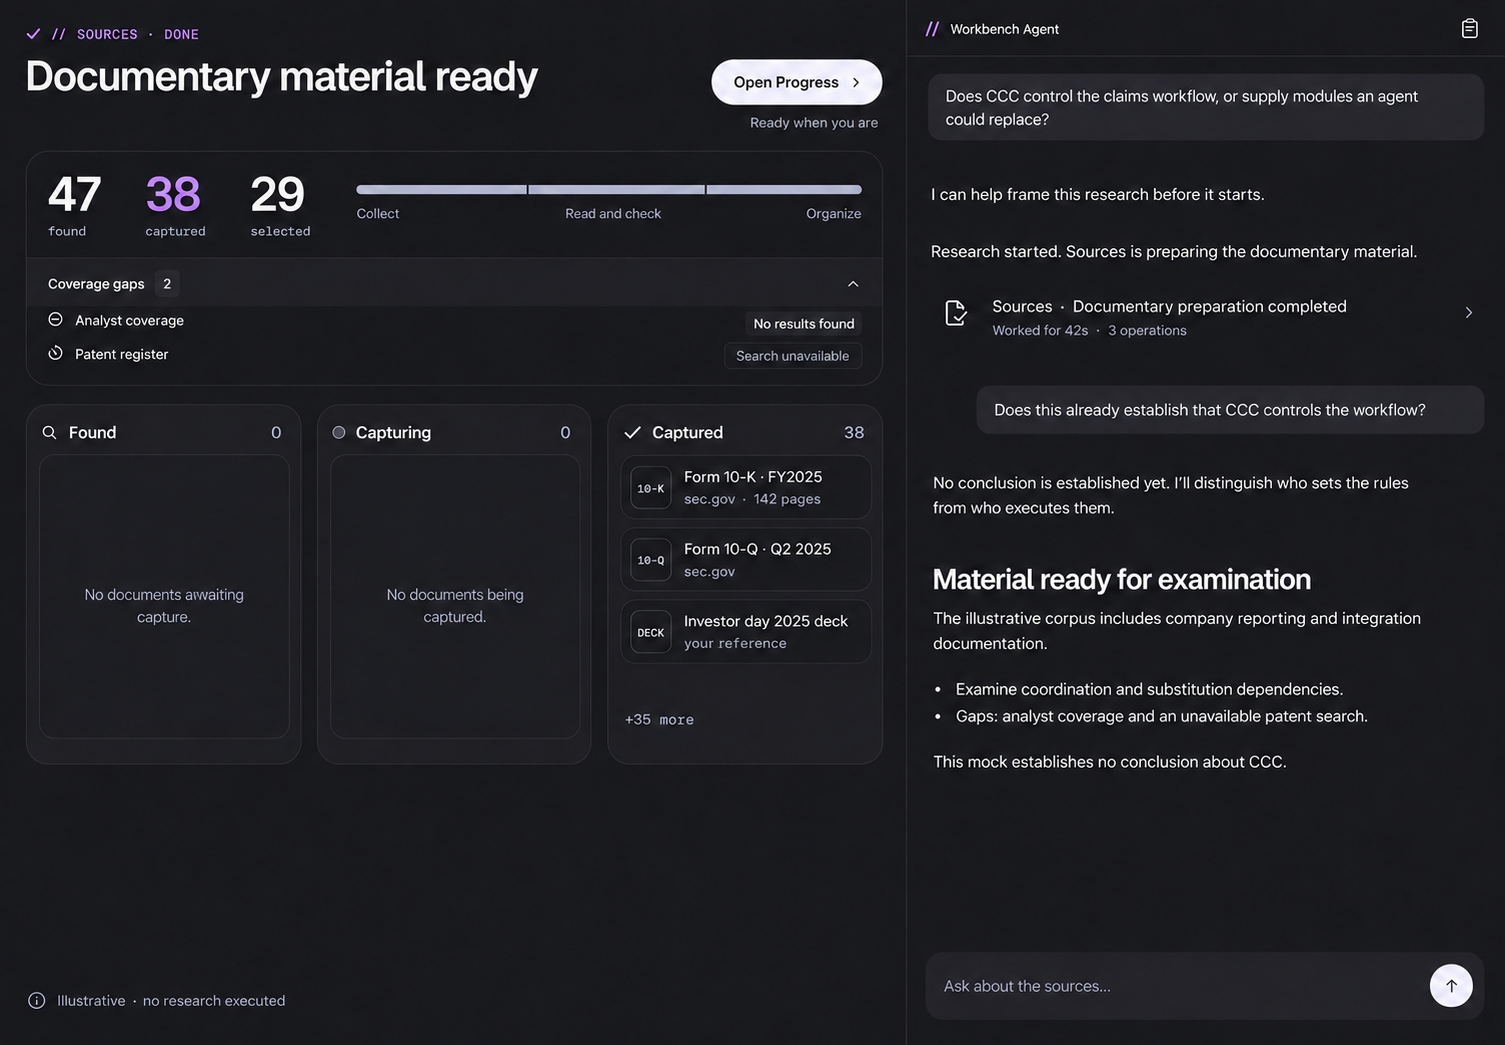 // SOURCES · DONE
Documentary material ready
Open Progress
Ready when you are
47
found
38
captured
29
selected
Collect
Read and check
Organize
Coverage gaps 2
Analyst coverage
No results found
Patent register
Search unavailable
Found 0
No documents awaiting
capture.
Capturing 0
No documents being
captured.
Captured 38
10-K
Form 10-K · FY2025
sec.gov · 142 pages
10-Q
Form 10-Q · Q2 2025
sec.gov
DECK
Investor day 2025 deck
your reference
+35 more
Illustrative · no research executed
// Workbench Agent
Does CCC control the claims workflow, or supply modules an agent
could replace?
I can help frame this research before it starts.
Research started. Sources is preparing the documentary material.
Sources · Documentary preparation completed
Worked for 42s · 3 operations
Does this already establish that CCC controls the workflow?
No conclusion is established yet. I’ll distinguish who sets the rules
from who executes them.
Material ready for examination
The illustrative corpus includes company reporting and integration
documentation.
• Examine coordination and substitution dependencies.
• Gaps: analyst coverage and an unavailable patent search.
This mock establishes no conclusion about CCC.
Ask about the sources...